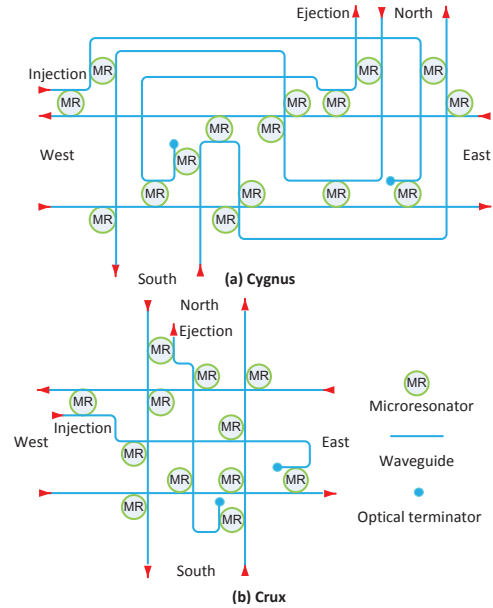 Ejection North
MR MR MR
Injection
MR MR MR MR
MR MR
West East
MR
MR MR MR MR
MR MR
South
(a) Cygnus
North
Ejection
MR
MR MR
MR MR
MR
Injection
West East
MR
MR
MR MR MR
MR
MR
South
(b) Crux
MR
Microresonator
Waveguide
Optical terminator